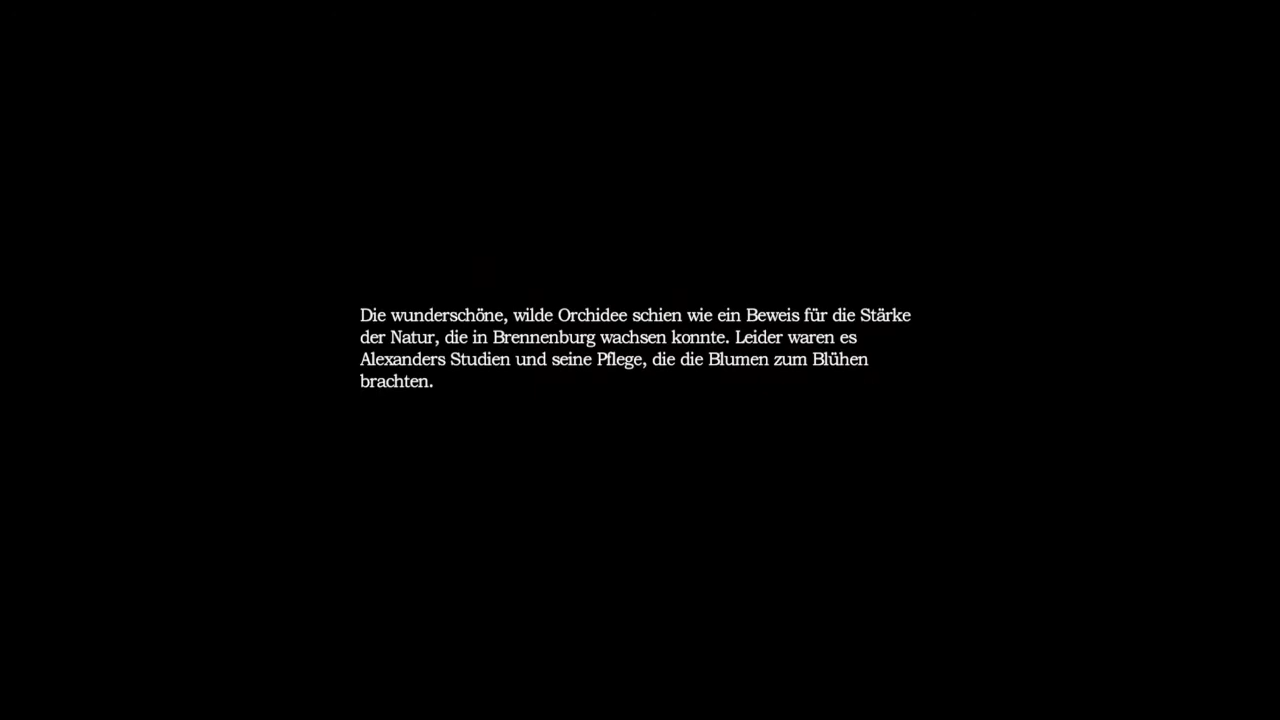 Die wunderschöne, wilde Orchidee schien wie ein Beweis für die Stärke
der Natur, die in Brennenburg wachsen konnte. Leider waren es
Alexanders Studien und seine Pflege, die die Blumen zum Blühen
brachten.